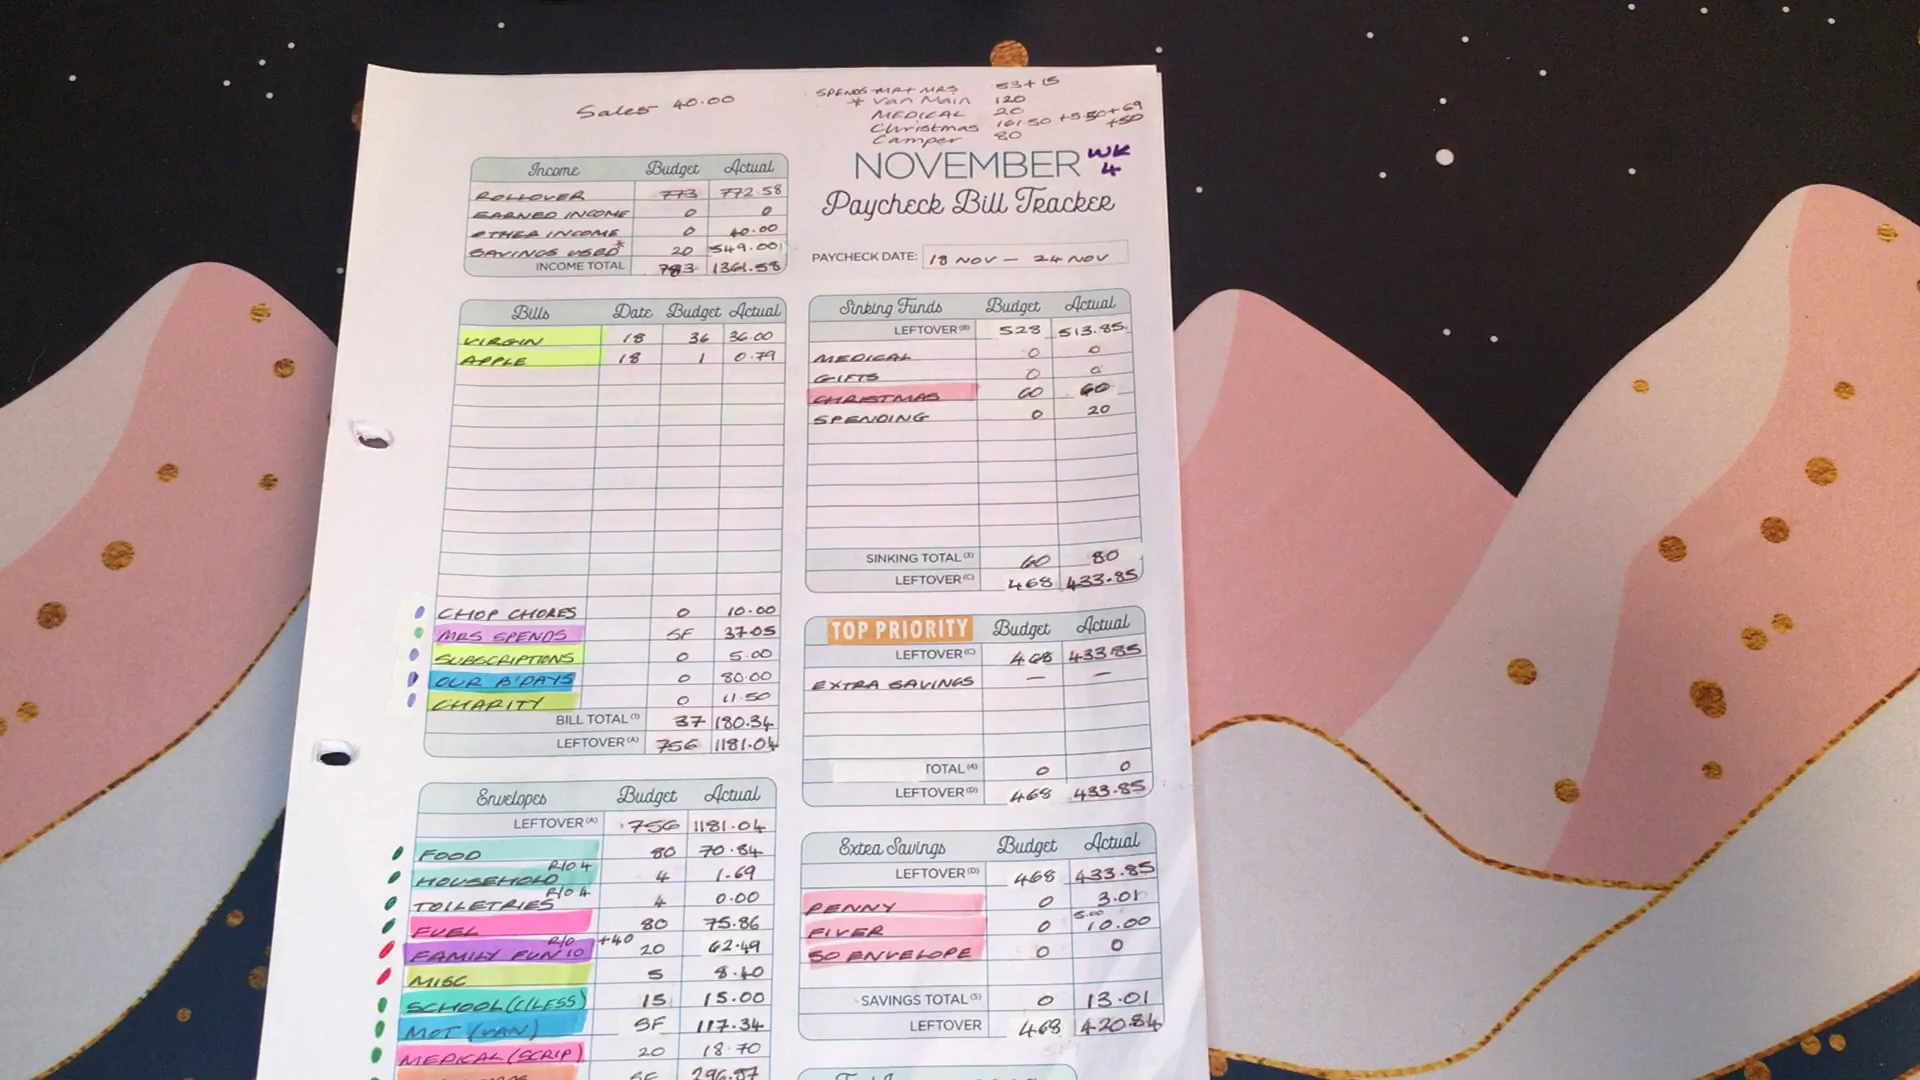 Sales 40.00
SPENDS MR+ MRS 53 + 15
* Van Main 120
MEDICAL 20
Christmas 161.50 +5.50 +69 +50
Camper 80
NOVEMBER WK 4
Paycheck Bill Tracker
PAYCHECK DATE: 18 NOV — 24 NOV
Income Budget Actual
ROLLOVER 773 772.58
EARNED INCOME 0 0
OTHER INCOME 0 40.00
SAVINGS USED* 20 549.00
INCOME TOTAL 783 1361.58
Bills Date Budget Actual
VIRGIN 18 36 36.00
APPLE 18 1 0.79
CHOP CHORES 0 10.00
MRS SPENDS SF 37.05
SUBSCRIPTIONS 0 5.00
OUR B'DAYS 0 80.00
CHARITY 0 11.50
BILL TOTAL (1) 37 180.34
LEFTOVER (A) 756 1181.04
Envelopes Budget Actual
LEFTOVER (A) 756 1181.04
FOOD 80 70.84
HOUSEHOLD R/O 4 4 1.69
TOILETRIES R/O 4 4 0.00
FUEL 80 75.86
FAMILY FUN R/O 10 +40 20 62.49
MISC 5 8.40
SCHOOL (C/LESS) 15 15.00
MOT (VAN) SF 117.34
MEDICAL (SCRIP) 20 18.70
SF 296.87
Sinking Funds Budget Actual
LEFTOVER (B) 528 513.85
MEDICAL 0 0
GIFTS 0 0
CHRISTMAS 60 60
SPENDING 0 20
SINKING TOTAL (3) 60 80
LEFTOVER (C) 468 433.85
TOP PRIORITY Budget Actual
LEFTOVER (C) 468 433.85
EXTRA SAVINGS — —
TOTAL (4) 0 0
LEFTOVER (D) 468 433.85
Extra Savings Budget Actual
LEFTOVER (D) 468 433.85
PENNY 0 3.01
FIVER 0 5.00 10.00
50 ENVELOPE 0 0
SAVINGS TOTAL (5) 0 13.01
LEFTOVER 468 420.84